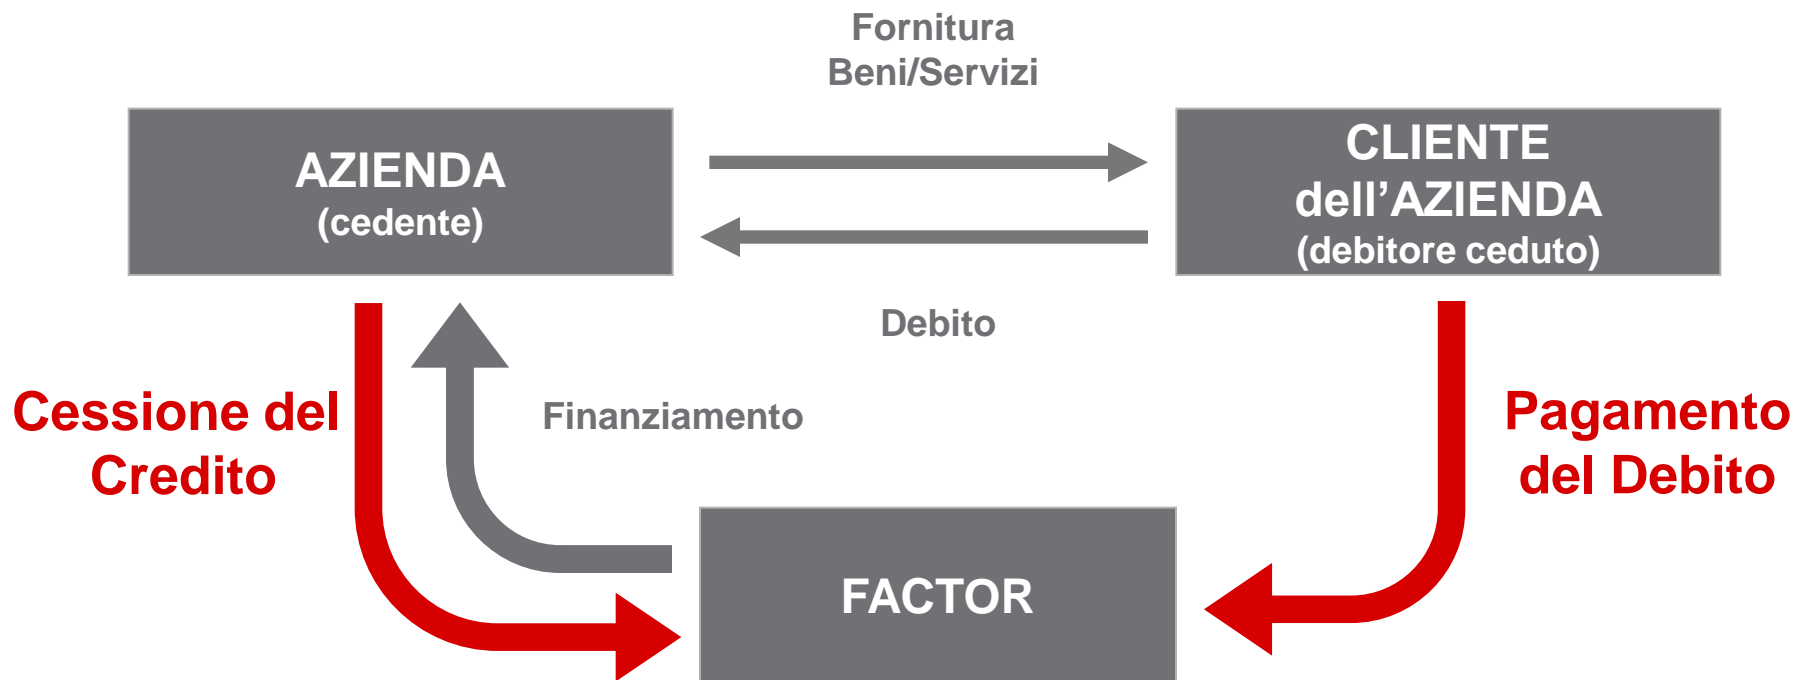 Fornitura
Beni/Servizi
AZIENDA
(cedente)
CLIENTE
dell’AZIENDA
(debitore ceduto)
Debito
Cessione del
Credito
Finanziamento
Pagamento
del Debito
FACTOR